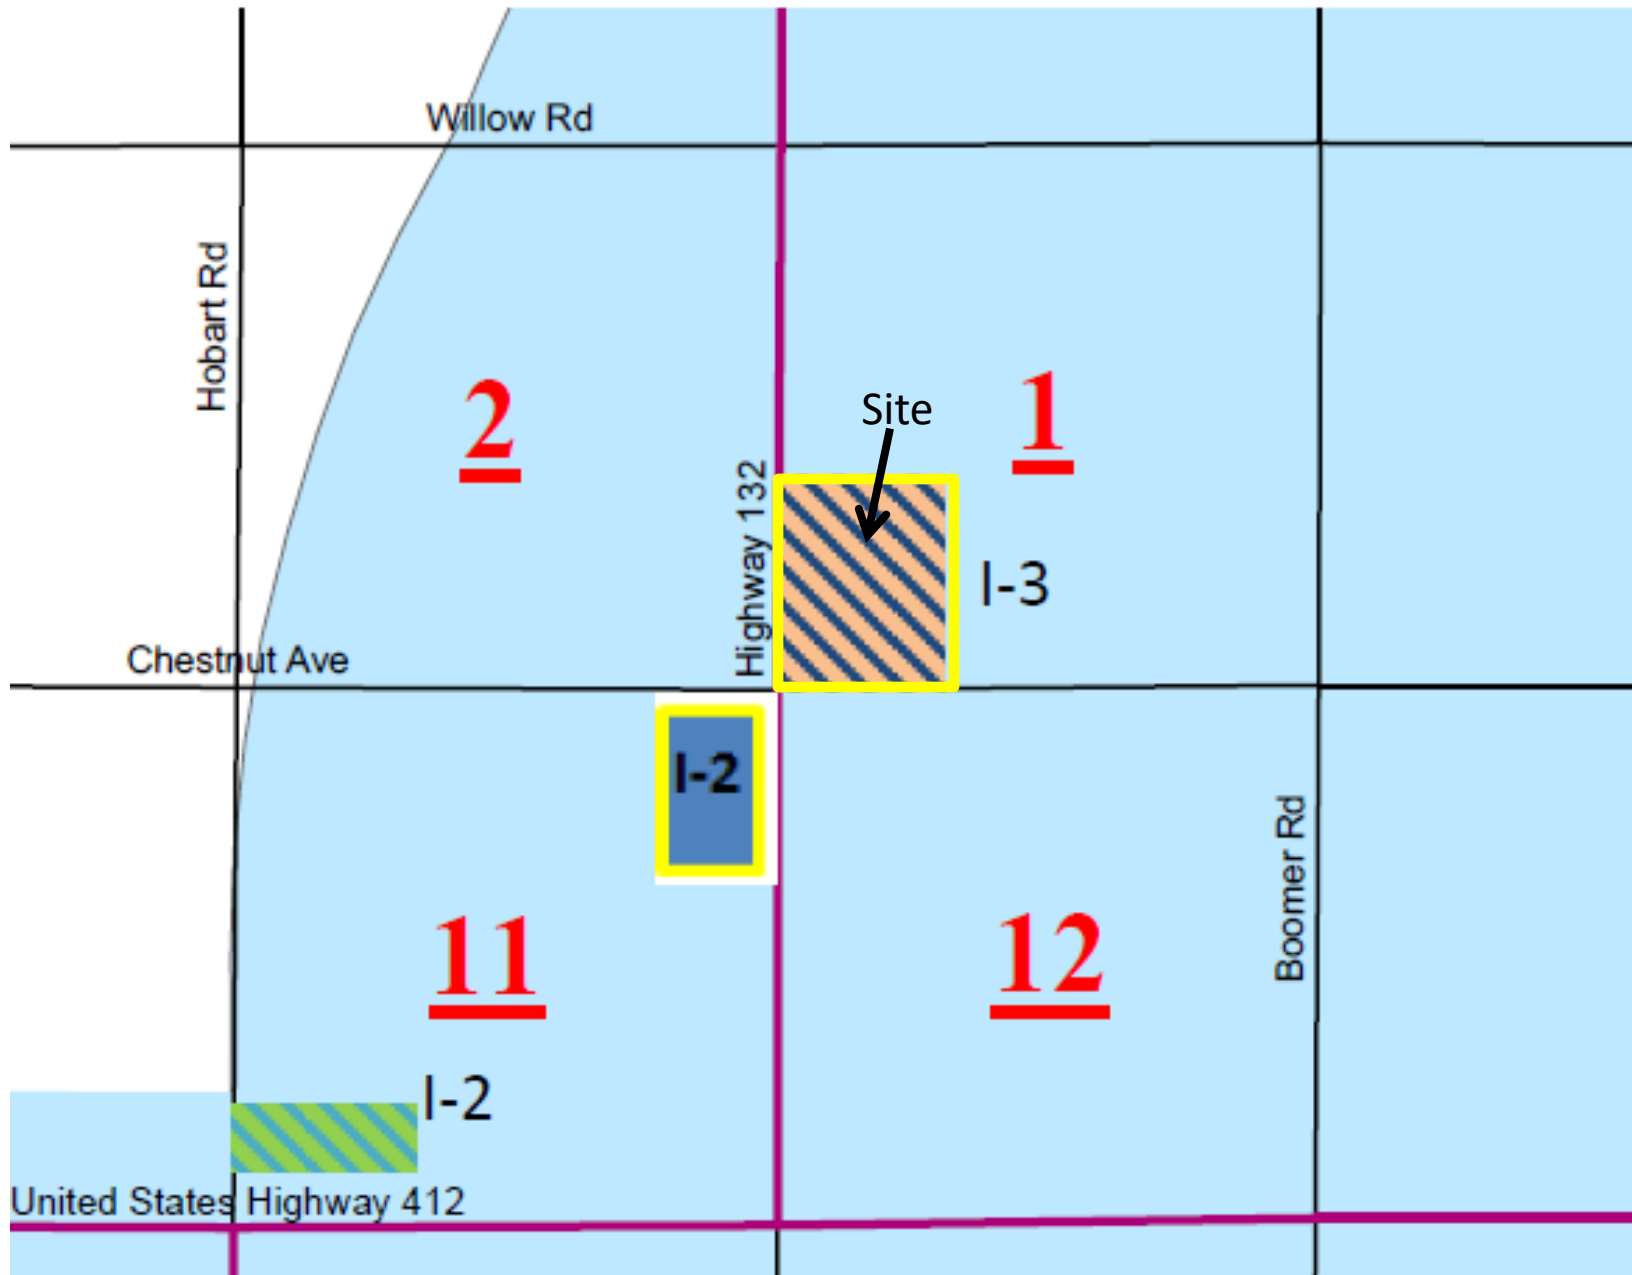 Willow Rd
Hobart Rd
2
1
Site
Highway 132
I-3
Chestnut Ave
I-2
Boomer Rd
11
12
I-2
United States Highway 412